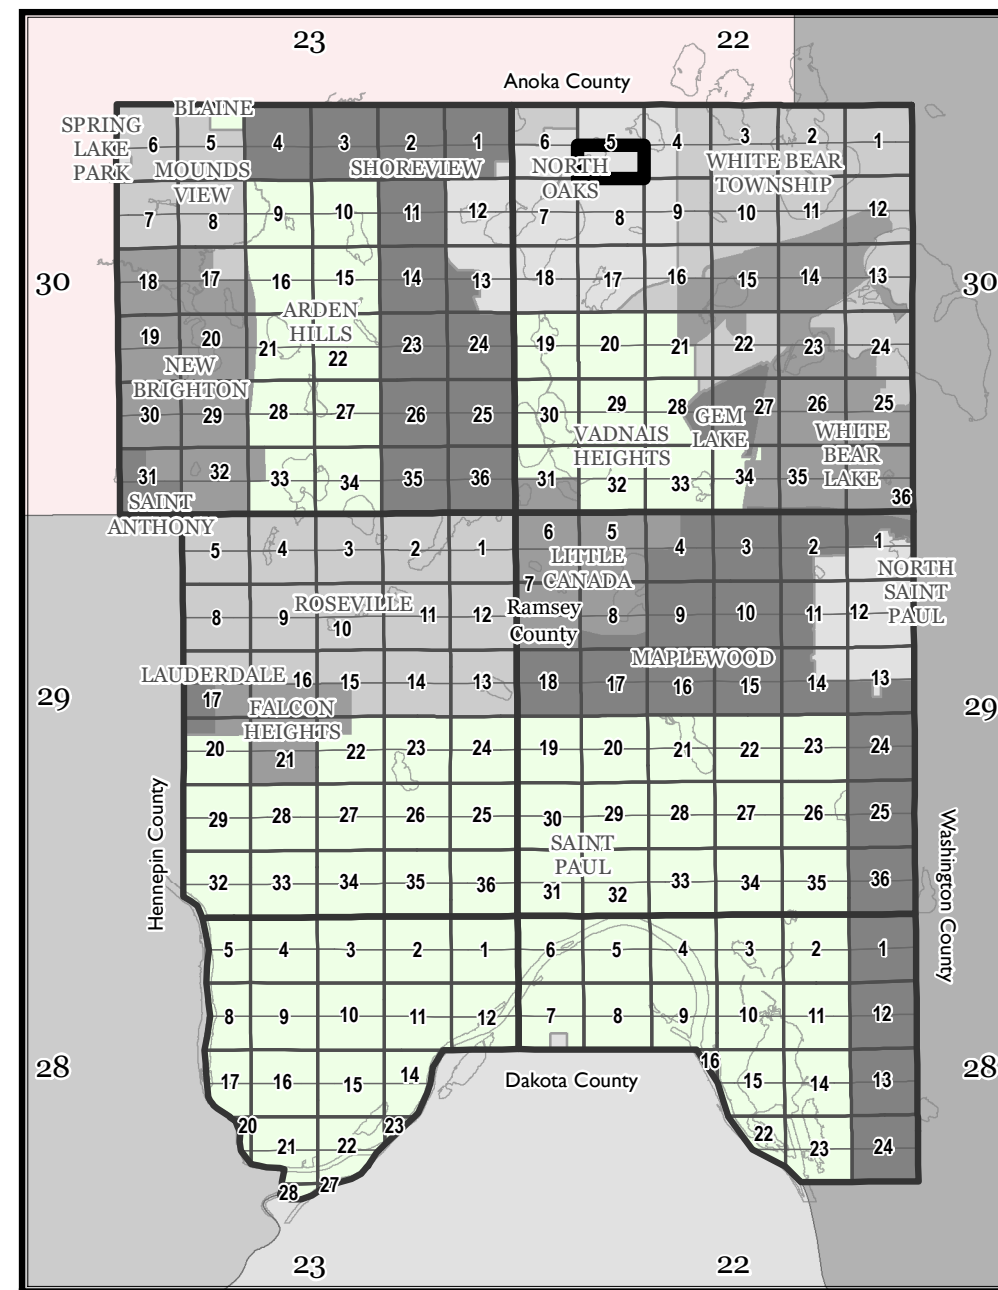 23 22
Anoka County
BLAINE
SPRING
LAKE
PARK
6 5 4 3 2 1 6 5 4 3 2 1
MOUNDS
VIEW
SHOREVIEW
NORTH
OAKS
WHITE BEAR
TOWNSHIP
7 8 9 10 11 12 7 8 9 10 11 12
30 18 17 16 15 14 13 18 17 16 15 14 13 30
ARDEN
HILLS
19 20 21 22 23 24 19 20 21 22 23 24
NEW
BRIGHTON
30 29 28 27 26 25 30 29 28 27 26 25
GEM
LAKE
VADNAIS
HEIGHTS
WHITE
BEAR
LAKE
31 32 33 34 35 36 31 32 33 34 35 36
SAINT
ANTHONY
5 4 3 2 1 6 5 4 3 2 1
LITTLE
CANADA
NORTH
SAINT
PAUL
8 9 10 11 12 7 8 9 10 11 12
ROSEVILLE
Ramsey
County
MAPLEWOOD
LAUDERDALE
29 17 16 15 14 13 18 17 16 15 14 13 29
FALCON
HEIGHTS
20 21 22 23 24 19 20 21 22 23 24
29 28 27 26 25 30 29 28 27 26 25
Hennepin County
Washington County
SAINT
PAUL
32 33 34 35 36 31 32 33 34 35 36
5 4 3 2 1 6 5 4 3 2 1
8 9 10 11 12 7 8 9 10 11 12
28 17 16 15 14 16 15 14 13 28
Dakota County
20 21 22 23 22 23 24
28 27
23 22